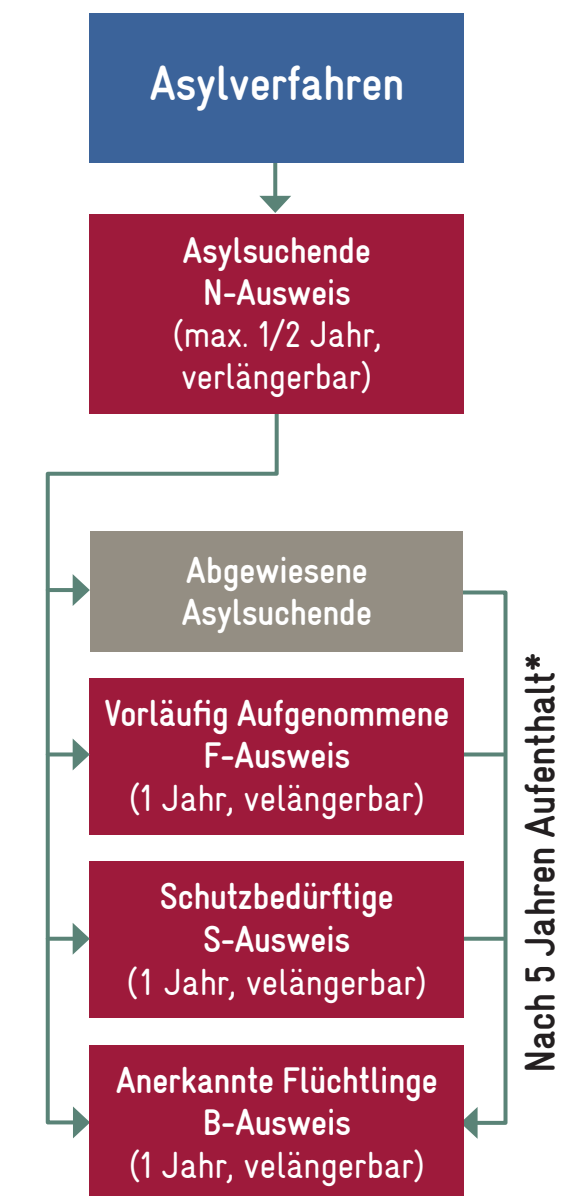 Asylverfahren
Asylsuchende
N-Ausweis
(max. 1/2 Jahr,
verlängerbar)
Abgewiesene
Asylsuchende
Vorläufig Aufgenommene
F-Ausweis
(1 Jahr, velängerbar)
Schutzbedürftige
S-Ausweis
(1 Jahr, velängerbar)
Anerkannte Flüchtlinge
B-Ausweis
(1 Jahr, velängerbar)
Nach 5 Jahren Aufenthalt*